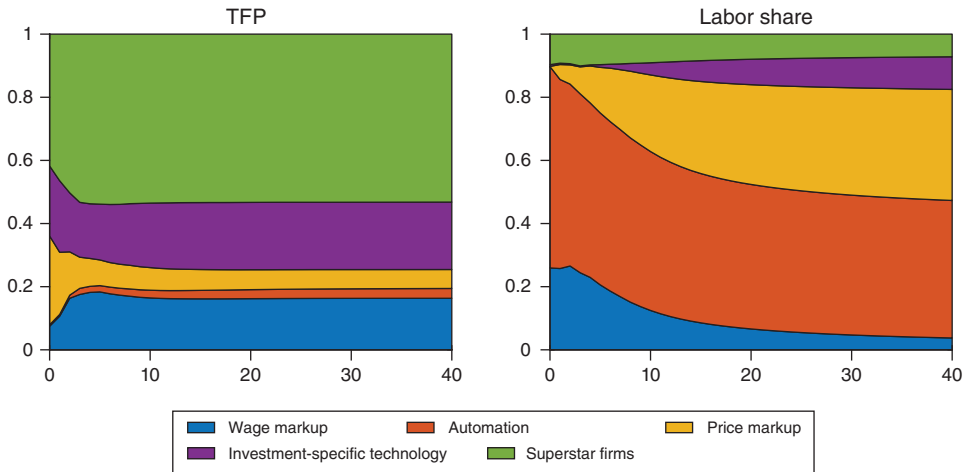 TFP
Labor share
1
0.8
0.6
0.4
0.2
0
0 10 20 30 40
1
0.8
0.6
0.4
0.2
0
0 10 20 30 40
Wage markup Automation Price markup
Investment-specific technology Superstar firms